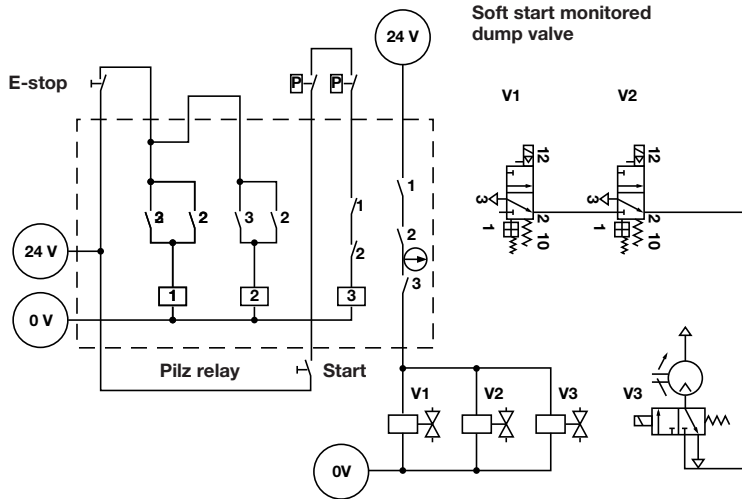 Soft start monitored
dump valve
24 V
E-stop
P
P
V1
V2
12
12
3
3
2
2
1
1
10
10
1
2
3
2
3
2
1
2
24 V
0 V
1
2
3
Pilz relay
Start
V1
V2
V3
V3
0V